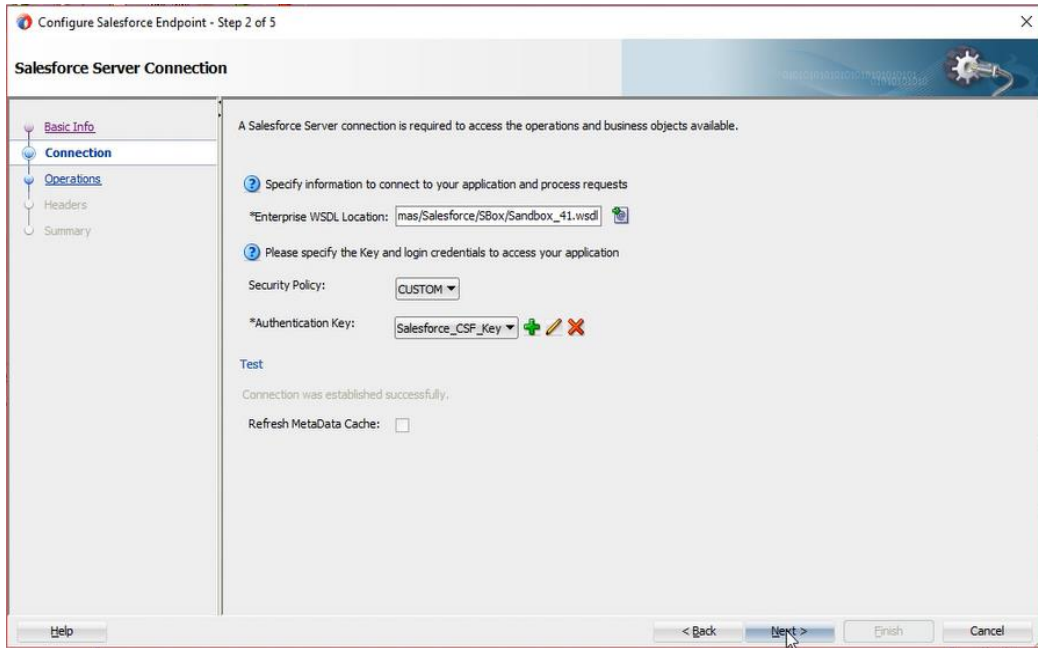 Configure Salesforce Endpoint - Step 2 of 5
Salesforce Server Connection
Basic Info
Connection
Operations
Headers
Summary
A Salesforce Server connection is required to access the operations and business objects available.
Specify information to connect to your application and process requests
*Enterprise WSDL Location: mas/Salesforce/SBox/Sandbox_41.wsdl
Please specify the Key and login credentials to access your application
Security Policy: CUSTOM
*Authentication Key: Salesforce_CSF_Key
Test
Connection was established successfully.
Refresh MetaData Cache:
Help
< Back
Next >
Finish
Cancel